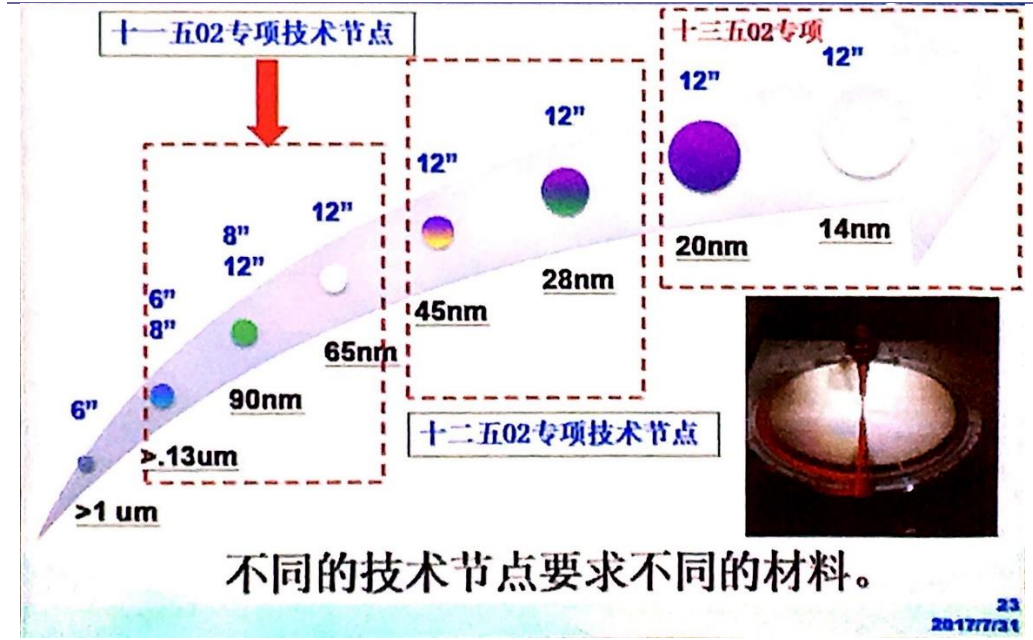 十一五02专项技术节点
十三五02专项
12”
12”
12”
12”
12”
8”
12”
6”
8”
6”
14nm
20nm
28nm
45nm
65nm
90nm
>.13um
>1 um
十二五02专项技术节点
不同的技术节点要求不同的材料。
23
2017/7/31